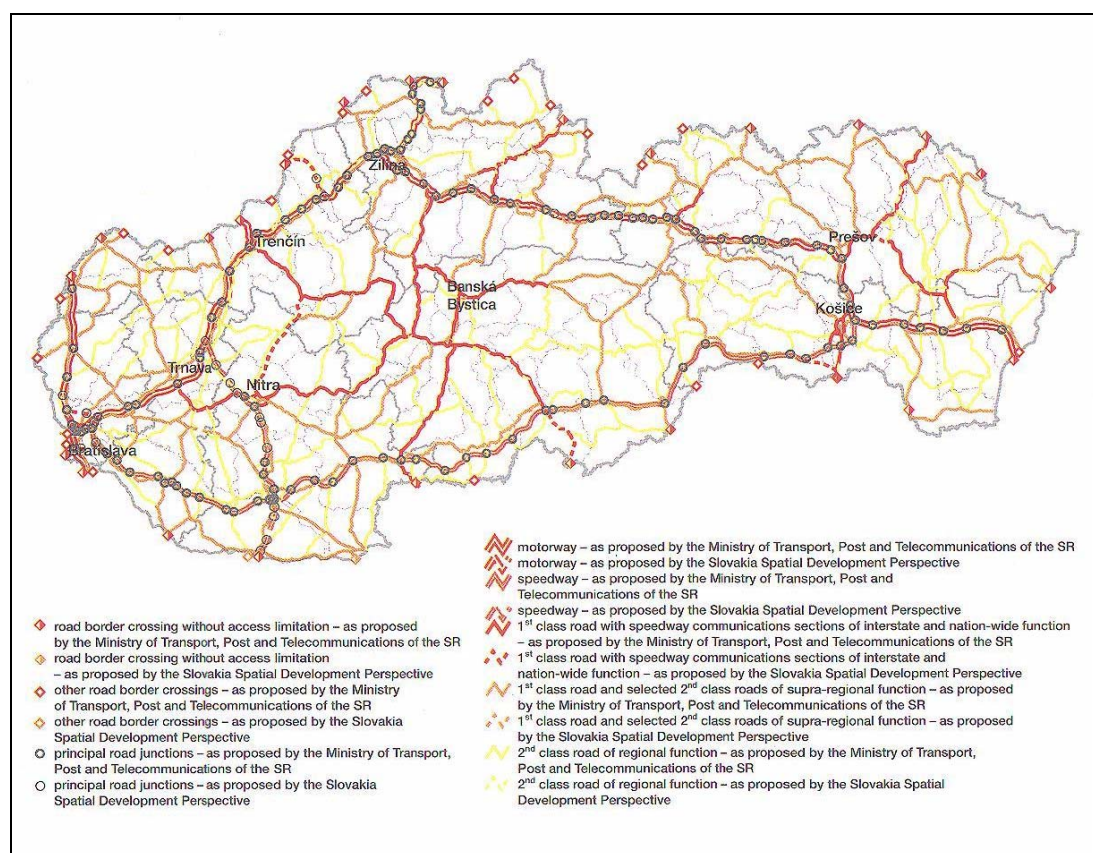 Žilina
Trenčín
Prešov
Banská
Bystica
Košice
Trnava
Nitra
Bratislava
road border crossing without access limitation – as proposed
by the Ministry of Transport, Post and Telecommunications of the SR
road border crossing without access limitation
– as proposed by the Slovakia Spatial Development Perspective
other road border crossings – as proposed by the Ministry
of Transport, Post and Telecommunications of the SR
other road border crossings – as proposed by the Slovakia
Spatial Development Perspective
principal road junctions – as proposed by the Ministry of Transport,
Post and Telecommunications of the SR
principal road junctions – as proposed by the Slovakia
Spatial Development Perspective
motorway – as proposed by the Ministry of Transport, Post and Telecommunications of the SR
motorway – as proposed by the Slovakia Spatial Development Perspective
speedway – as proposed by the Ministry of Transport, Post and
Telecommunications of the SR
speedway – as proposed by the Slovakia Spatial Development Perspective
1st class road with speedway communications sections of interstate and nation-wide function
– as proposed by the Ministry of Transport, Post and Telecommunications of the SR
1st class road with speedway communications sections of interstate and
nation-wide function – as proposed by the Slovakia Spatial Development Perspective
1st class road and selected 2nd class roads of supra-regional function – as proposed
by the Ministry of Transport, Post and Telecommunications of the SR
1st class road and selected 2nd class roads of supra-regional function – as proposed
by the Slovakia Spatial Development Perspective
2nd class road of regional function – as proposed by the Ministry of Transport,
Post and Telecommunications of the SR
2nd class road of regional function – as proposed by the Slovakia Spatial
Development Perspective